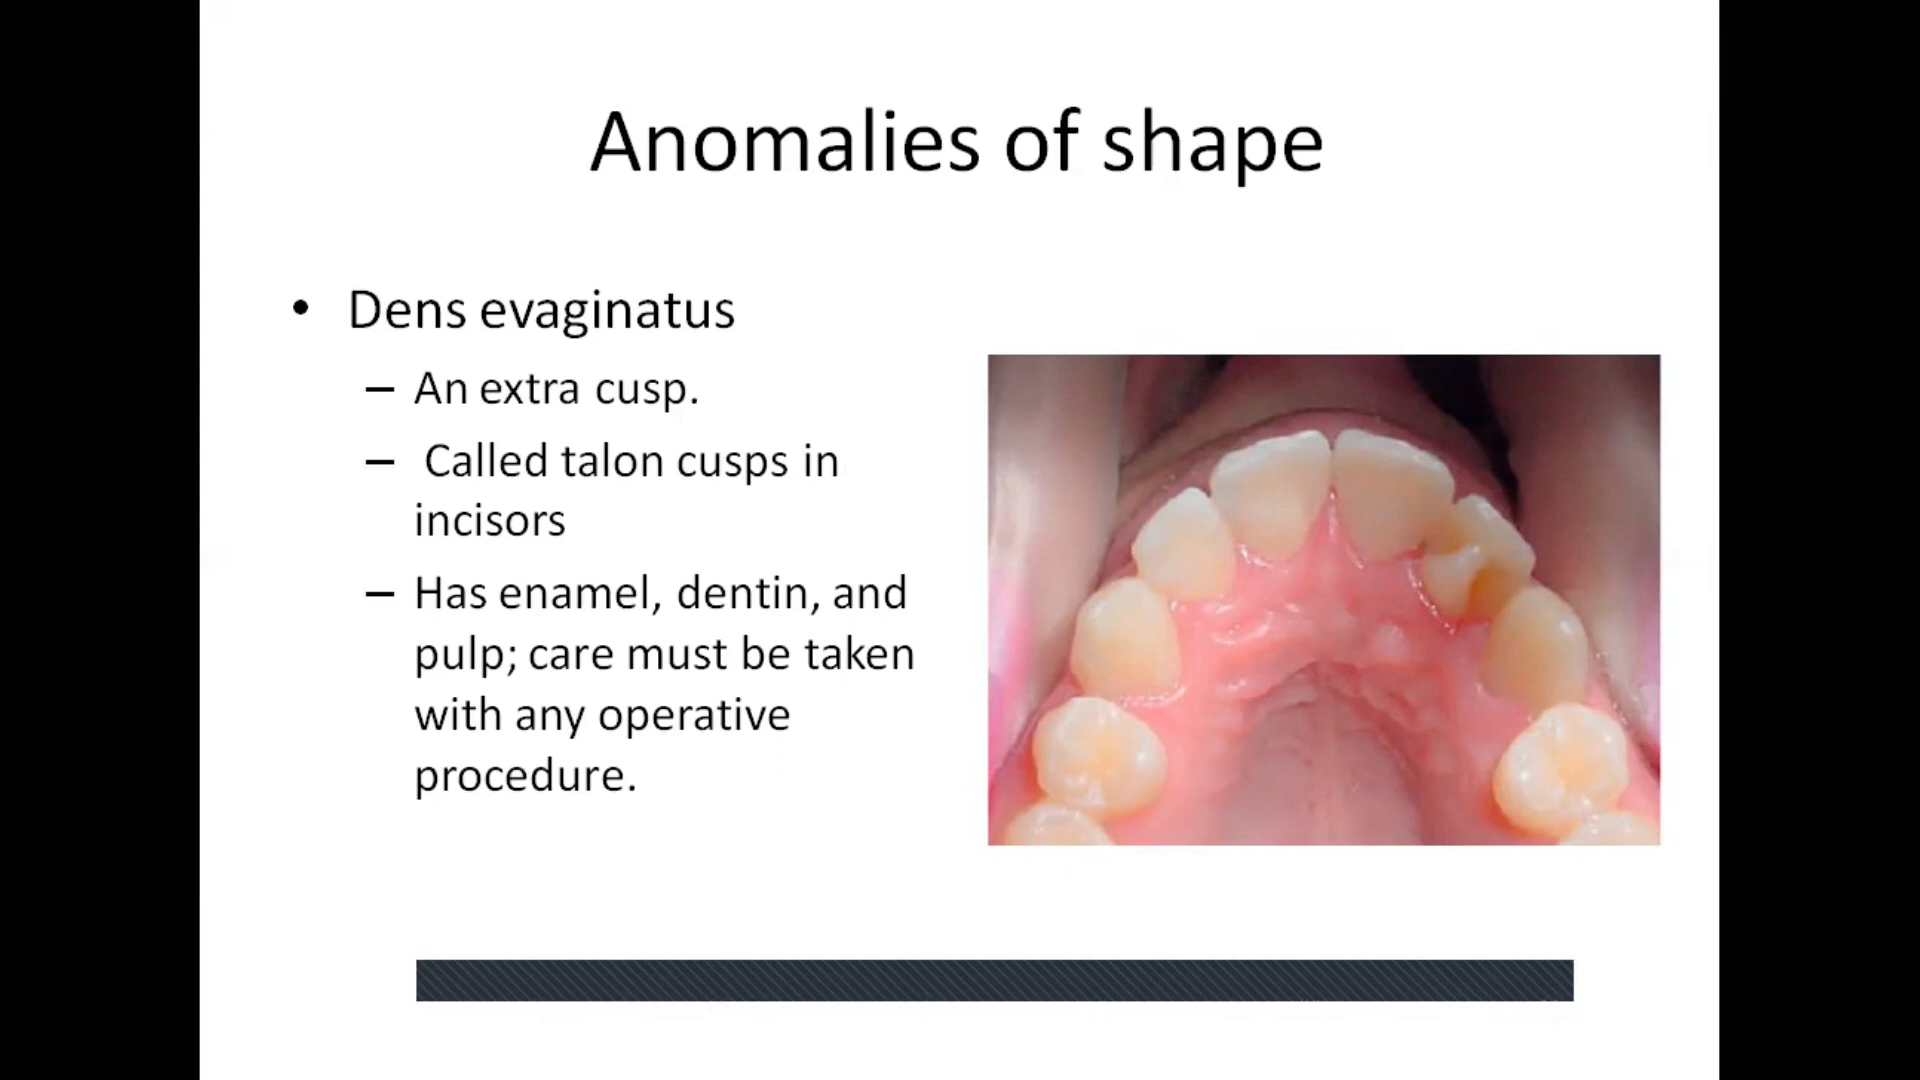 Anomalies of shape
• Dens evaginatus
– An extra cusp.
– Called talon cusps in
incisors
– Has enamel, dentin, and
pulp; care must be taken
with any operative
procedure.